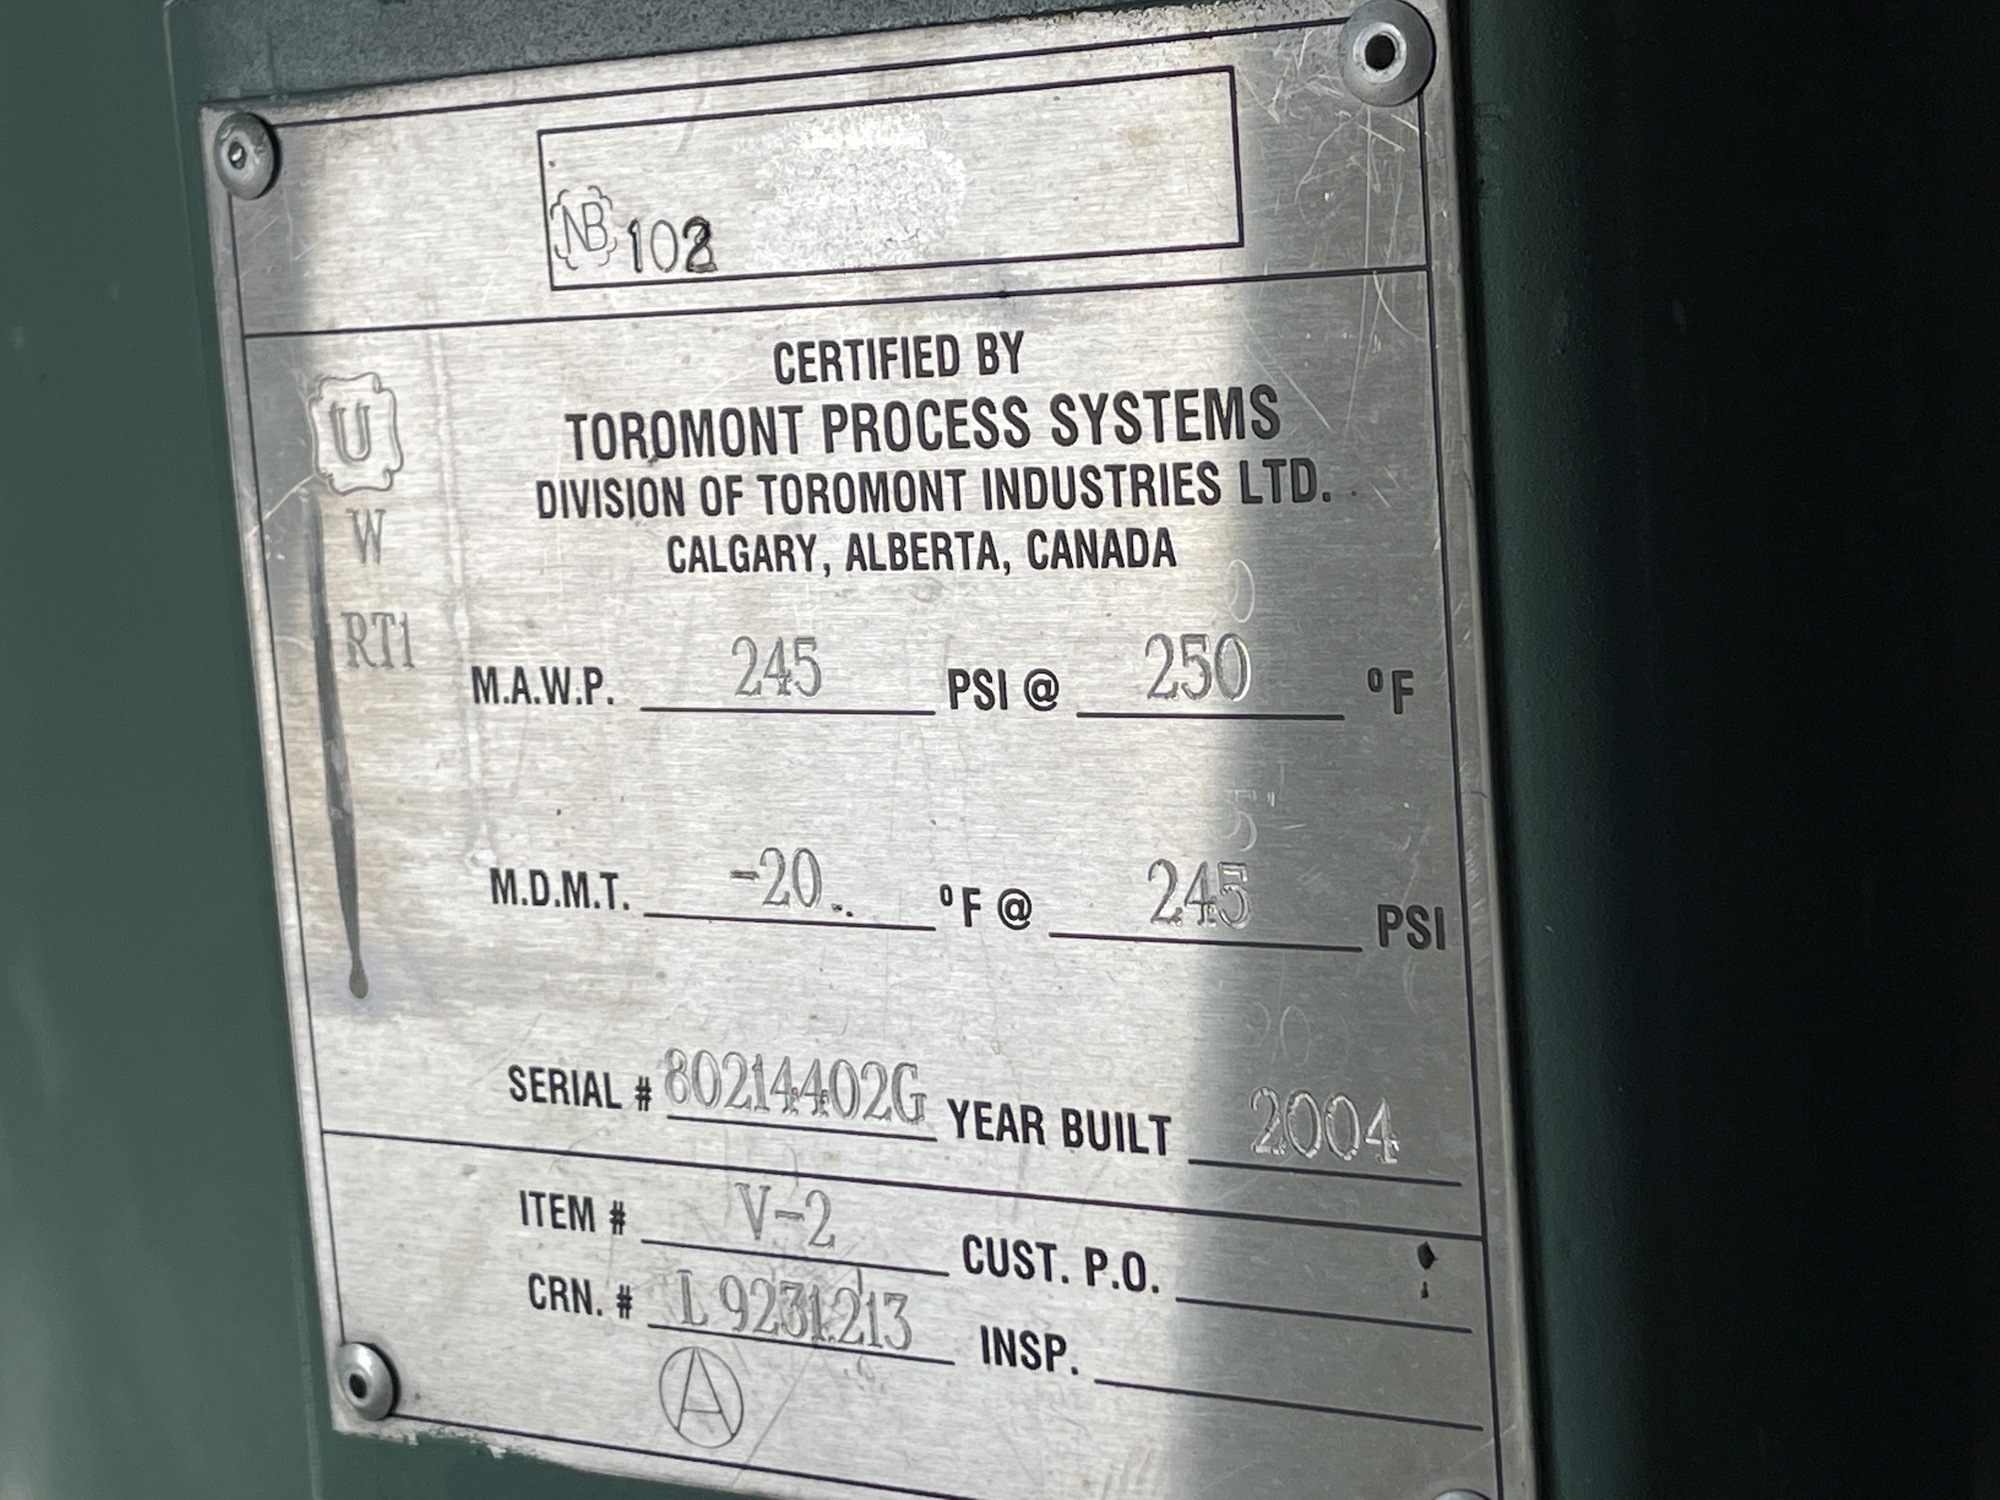 NB 102
CERTIFIED BY
TOROMONT PROCESS SYSTEMS
DIVISION OF TOROMONT INDUSTRIES LTD.
CALGARY, ALBERTA, CANADA
U
W
RT1
M.A.W.P. 245 PSI @ 250 °F
M.D.M.T. -20 °F @ 245 PSI
SERIAL # 80214402G YEAR BUILT 2004
ITEM # V-2 CUST. P.O.
CRN. # L 9231.213 INSP.
A